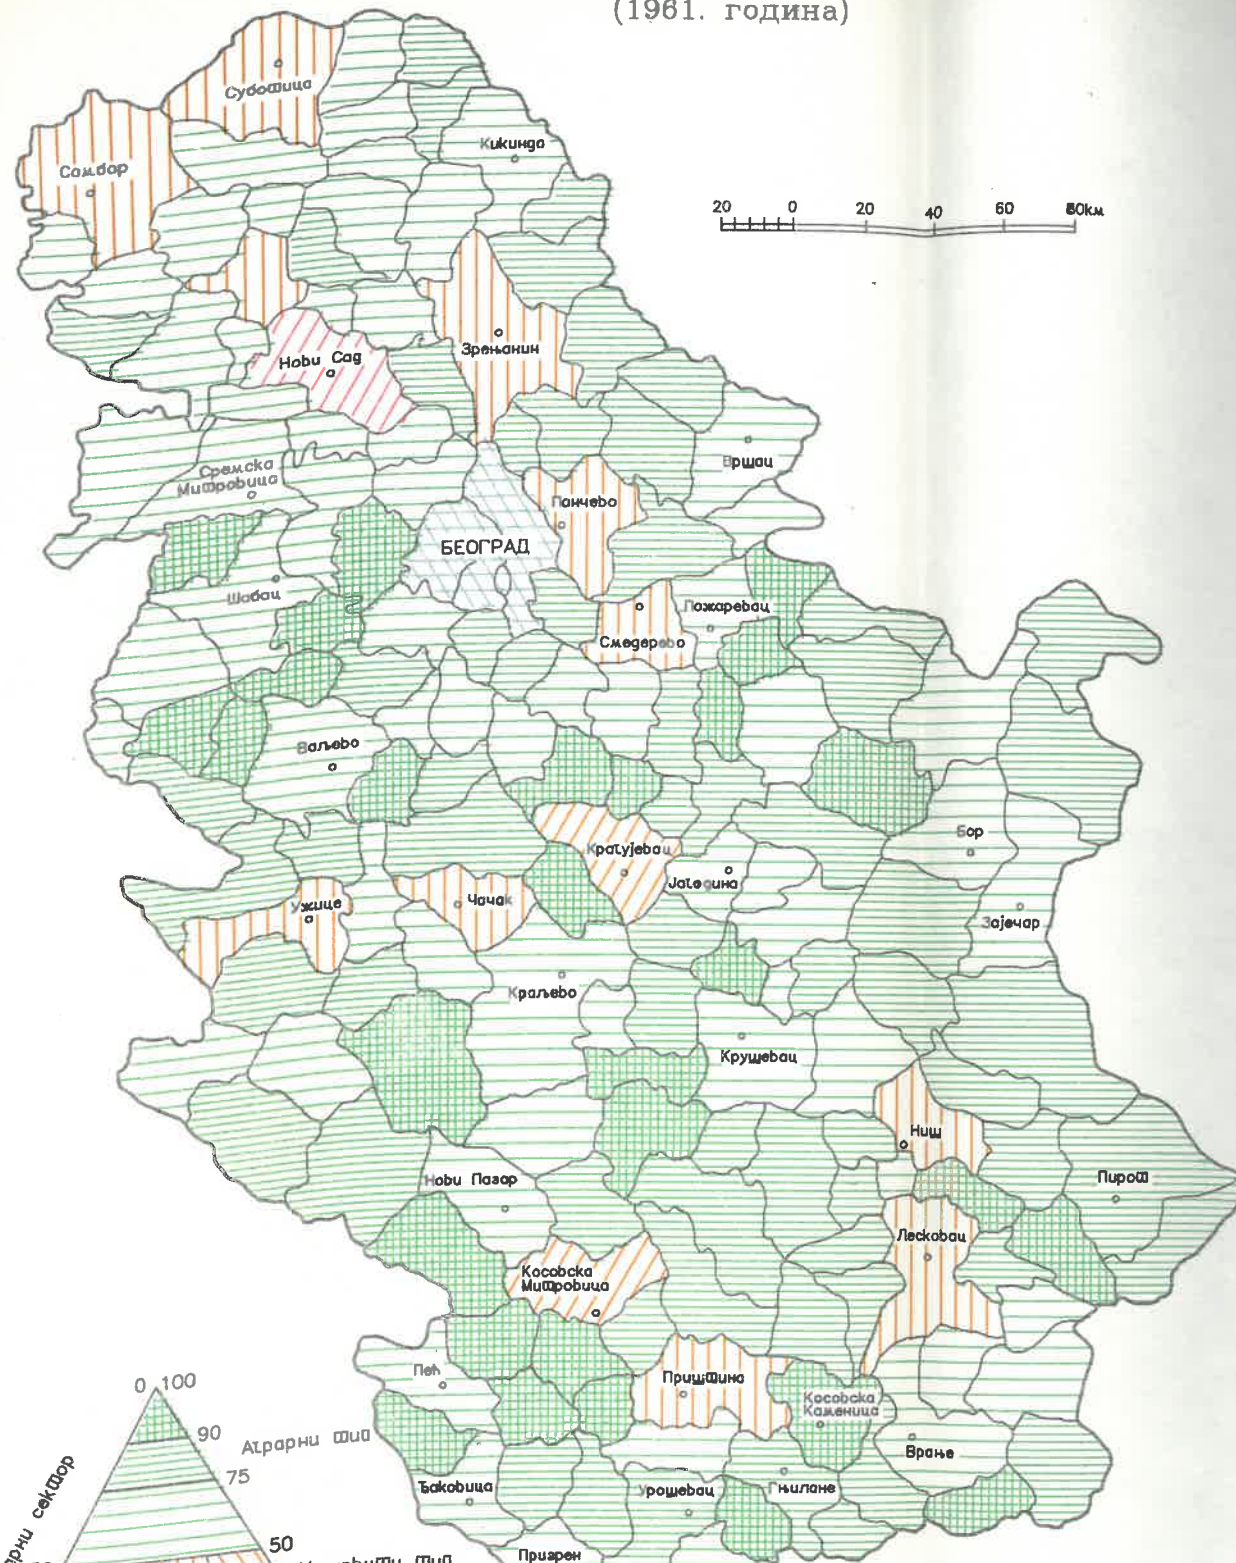 (1961. година)
Суботица
Кикинда
Сомбор
20 0 20 40 60 80км
Нови Сад
Зрењанин
Вршац
Сремска
Митровица
Панчево
БЕОГРАД
Шабац
Пожаревац
Смедерево
Ваљево
Бор
Крагујевац
Јагодина
Ужице
Чачак
Зајечар
Краљево
Крушевац
Ниш
Пирот
Нови Пазар
Лесковац
Косовска
Митровица
Пећ
Приштина
Косовска
Каменица
Врање
Ђаковица
Урошевац
Гњилане
Призрен
0 100
90
Аграрни тип
75
сектор
50
тип